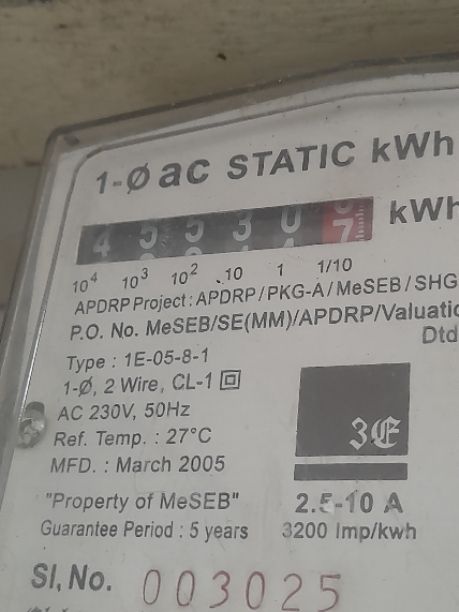 1-Ø ac STATIC kWh
4 5 5 3 0 7 kWh
10⁴ 10³ 10² 10 1 1/10
APDRP Project: APDRP/PKG-A/MeSEB/SHG
P.O. No. MeSEB/SE(MM)/APDRP/Valuatio
Dtd
Type : 1E-05-8-1
1-Ø, 2 Wire, CL-1
AC 230V, 50Hz
Ref. Temp. : 27°C
MFD. : March 2005
3E
"Property of MeSEB"
2.5-10 A
Guarantee Period : 5 years
3200 Imp/kwh
Sl, No. 003025